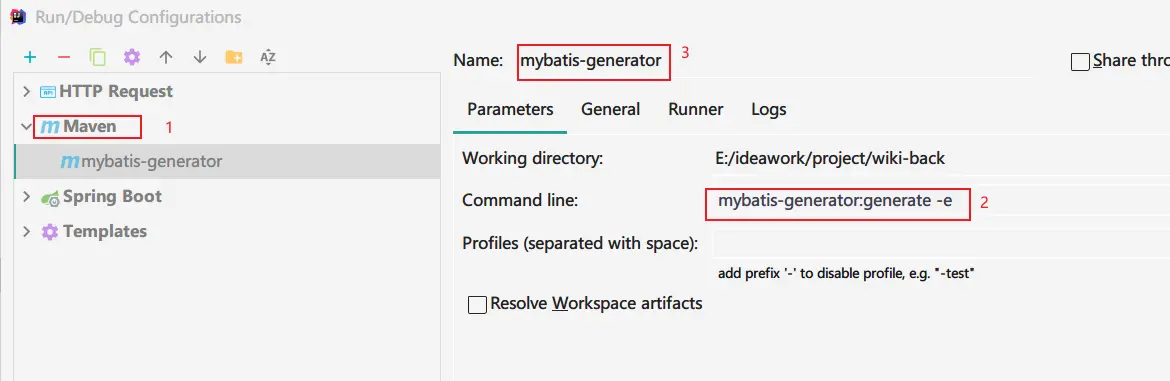 Run/Debug Configurations
Name: mybatis-generator 3
Share thro
HTTP Request
Maven 1
mybatis-generator
Spring Boot
Templates
Parameters General Runner Logs
Working directory: E:/ideawork/project/wiki-back
Command line: mybatis-generator:generate -e 2
Profiles (separated with space):
add prefix '-' to disable profile, e.g. "-test"
Resolve Workspace artifacts